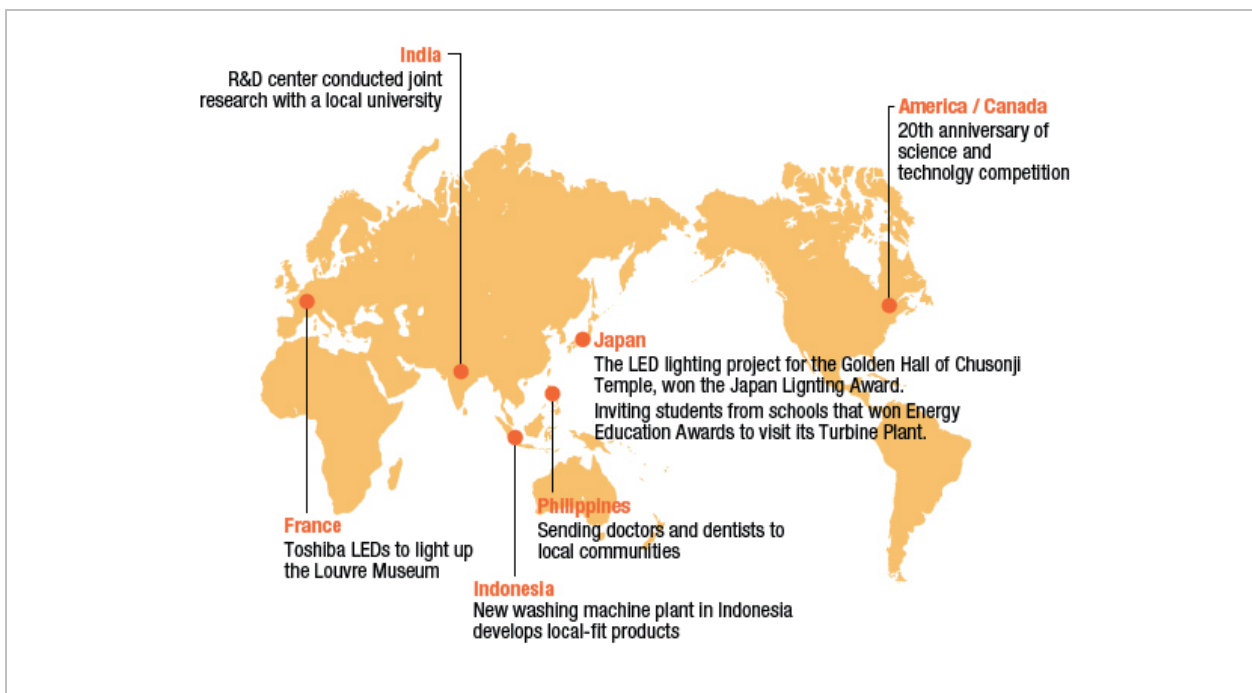 India
R&D center conducted joint
research with a local university
America / Canada
20th anniversary of
science and
technolgy competition
Japan
The LED lighting project for the Golden Hall of Chusonji
Temple, won the Japan Lignting Award.
Inviting students from schools that won Energy
Education Awards to visit its Turbine Plant.
Philippines
Sending doctors and dentists to
local communities
France
Toshiba LEDs to light up
the Louvre Museum
Indonesia
New washing machine plant in Indonesia
develops local-fit products